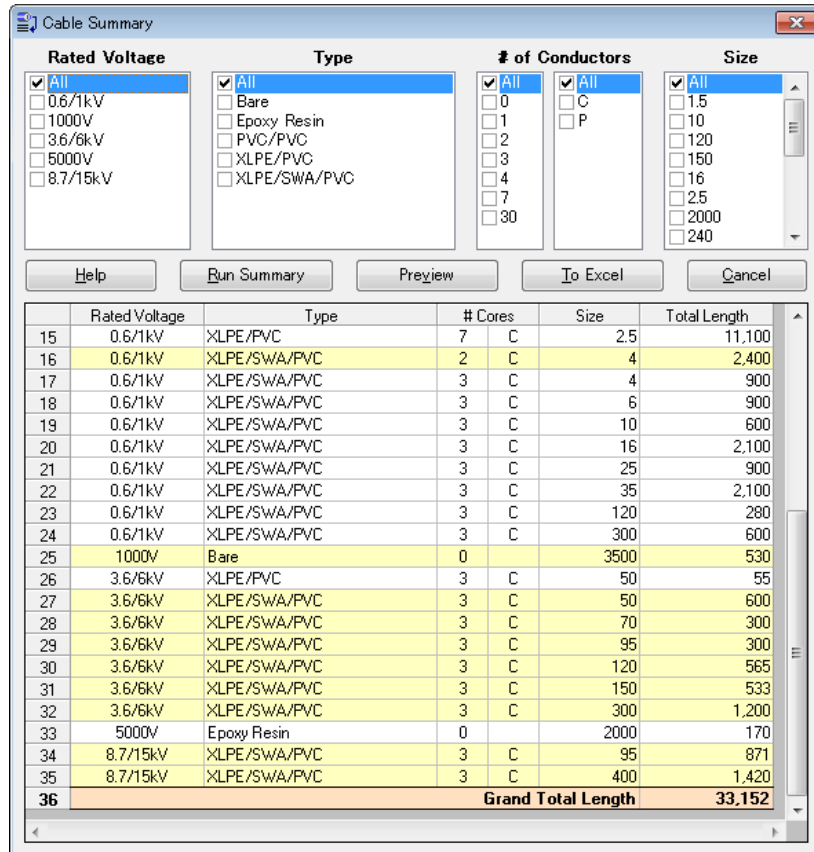 Cable Summary
Rated Voltage Type # of Conductors Size
All All All All All
0.6/1kV Bare 0 C 1.5
1000V Epoxy Resin 1 P 10
3.6/6kV PVC/PVC 2 120
5000V XLPE/PVC 3 150
8.7/15kV XLPE/SWA/PVC 4 16
7 2.5
30 2000
240
Help Run Summary Preview To Excel Cancel
Rated Voltage Type # Cores Size Total Length
15 0.6/1kV XLPE/PVC 7 C 2.5 11,100
16 0.6/1kV XLPE/SWA/PVC 2 C 4 2,400
17 0.6/1kV XLPE/SWA/PVC 3 C 4 900
18 0.6/1kV XLPE/SWA/PVC 3 C 6 900
19 0.6/1kV XLPE/SWA/PVC 3 C 10 600
20 0.6/1kV XLPE/SWA/PVC 3 C 16 2,100
21 0.6/1kV XLPE/SWA/PVC 3 C 25 900
22 0.6/1kV XLPE/SWA/PVC 3 C 35 2,100
23 0.6/1kV XLPE/SWA/PVC 3 C 120 280
24 0.6/1kV XLPE/SWA/PVC 3 C 300 600
25 1000V Bare 0 3500 530
26 3.6/6kV XLPE/PVC 3 C 50 55
27 3.6/6kV XLPE/SWA/PVC 3 C 50 600
28 3.6/6kV XLPE/SWA/PVC 3 C 70 300
29 3.6/6kV XLPE/SWA/PVC 3 C 95 300
30 3.6/6kV XLPE/SWA/PVC 3 C 120 565
31 3.6/6kV XLPE/SWA/PVC 3 C 150 533
32 3.6/6kV XLPE/SWA/PVC 3 C 300 1,200
33 5000V Epoxy Resin 0 2000 170
34 8.7/15kV XLPE/SWA/PVC 3 C 95 871
35 8.7/15kV XLPE/SWA/PVC 3 C 400 1,420
36 Grand Total Length 33,152